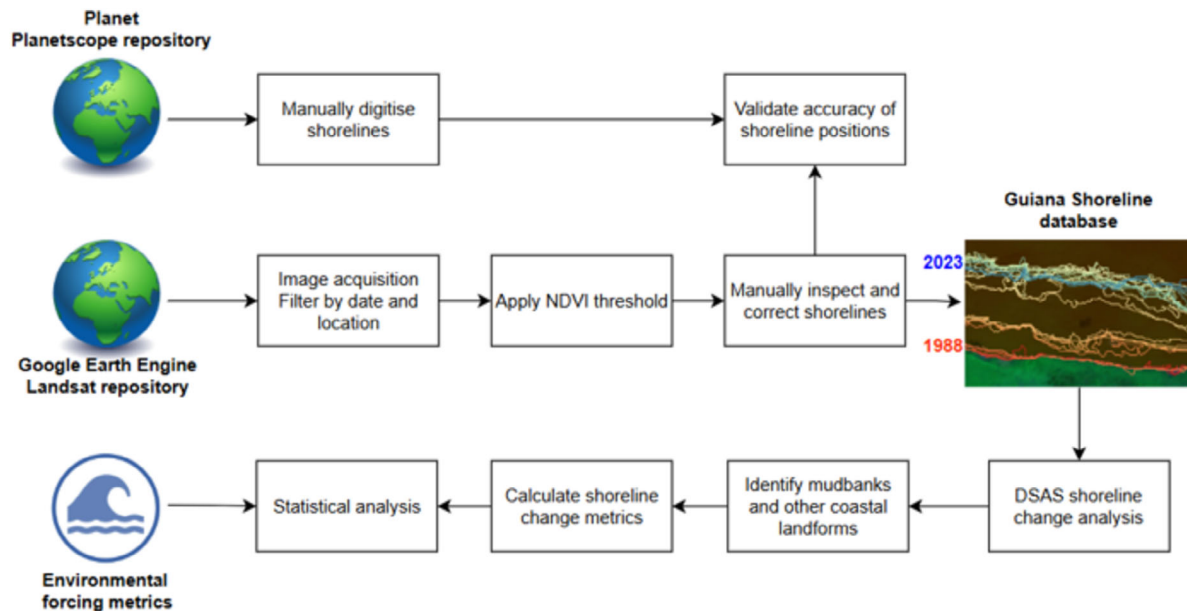 Planet
Planetscope repository
Manually digitise
shorelines
Validate accuracy of
shoreline positions
Google Earth Engine
Landsat repository
Image acquisition
Filter by date and
location
Apply NDVI threshold
Manually inspect and
correct shorelines
Guiana Shoreline
database
2023
1988
DSAS shoreline
change analysis
Identify mudbanks
and other coastal
landforms
Calculate shoreline
change metrics
Statistical analysis
Environmental
forcing metrics